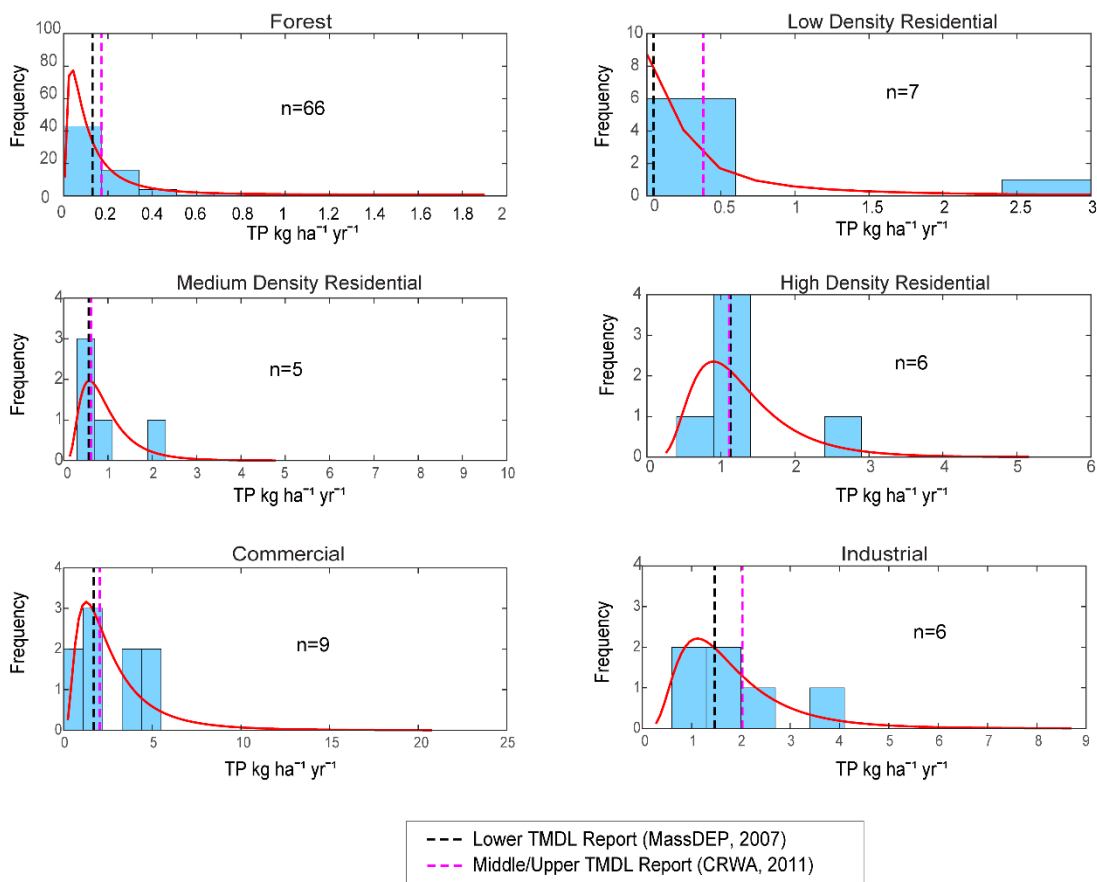 Forest
Frequency
100
80
60
40
20
0
n=66
0 0.2 0.4 0.6 0.8 1 1.2 1.4 1.6 1.8 2
TP kg ha⁻¹ yr⁻¹
Low Density Residential
Frequency
10
8
6
4
2
0
n=7
0 0.5 1 1.5 2 2.5 3
TP kg ha⁻¹ yr⁻¹
Medium Density Residential
Frequency
4
3
2
1
0
n=5
0 1 2 3 4 5 6 7 8 9 10
TP kg ha⁻¹ yr⁻¹
High Density Residential
Frequency
4
3
2
1
0
n=6
0 1 2 3 4 5 6
TP kg ha⁻¹ yr⁻¹
Commercial
Frequency
4
3
2
1
0
n=9
0 5 10 15 20 25
TP kg ha⁻¹ yr⁻¹
Industrial
Frequency
4
3
2
1
0
n=6
0 1 2 3 4 5 6 7 8 9
TP kg ha⁻¹ yr⁻¹
Lower TMDL Report (MassDEP, 2007)
Middle/Upper TMDL Report (CRWA, 2011)